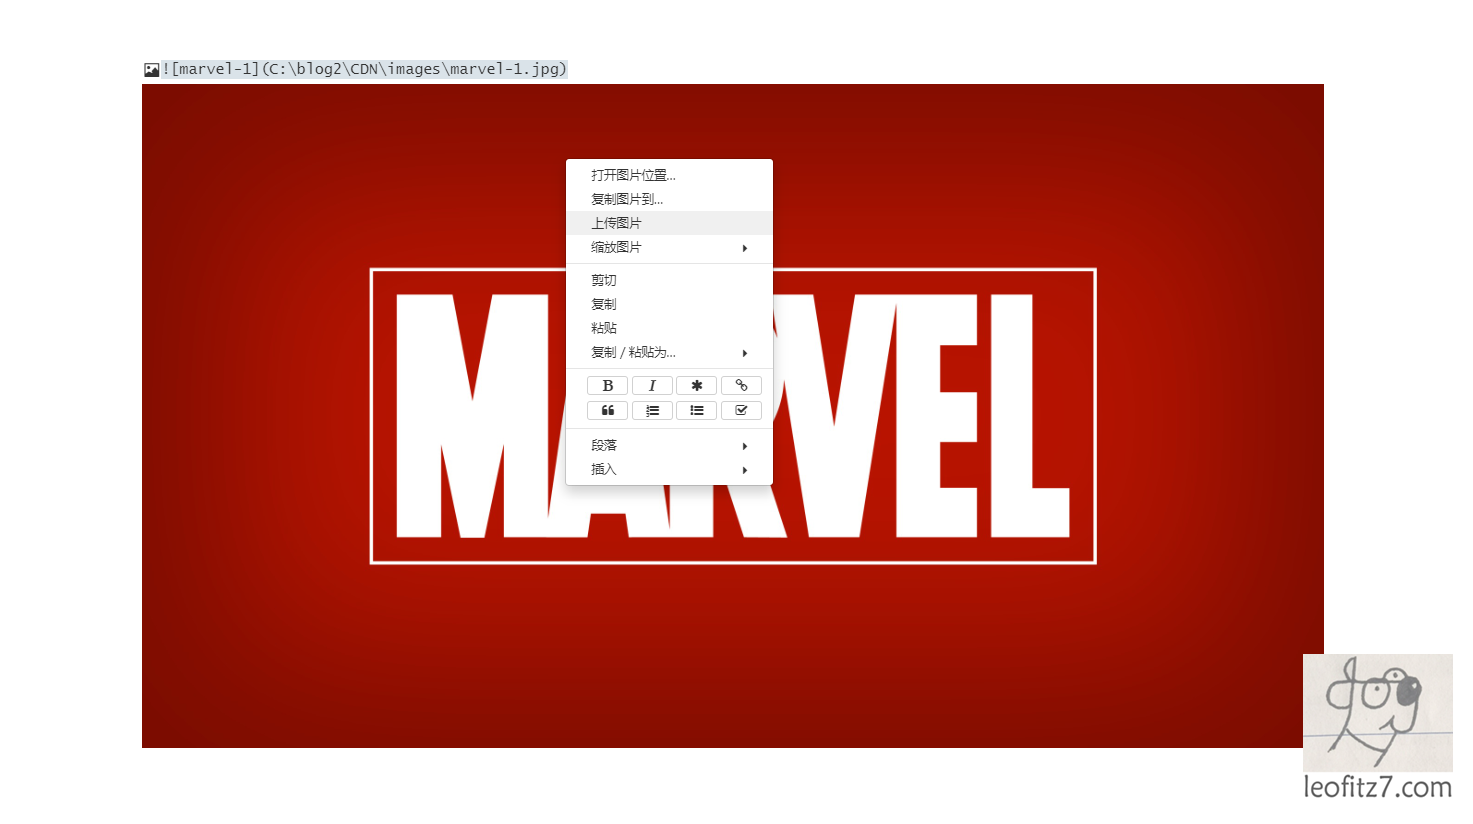 ![marvel-1](C:\blog2\CDN\images\marvel-1.jpg)
打开图片位置...
复制图片到...
上传图片
缩放图片
剪切
复制
粘贴
复制 / 粘贴为...
B I
段落
插入
MARVEL
dog
leofitz7.com